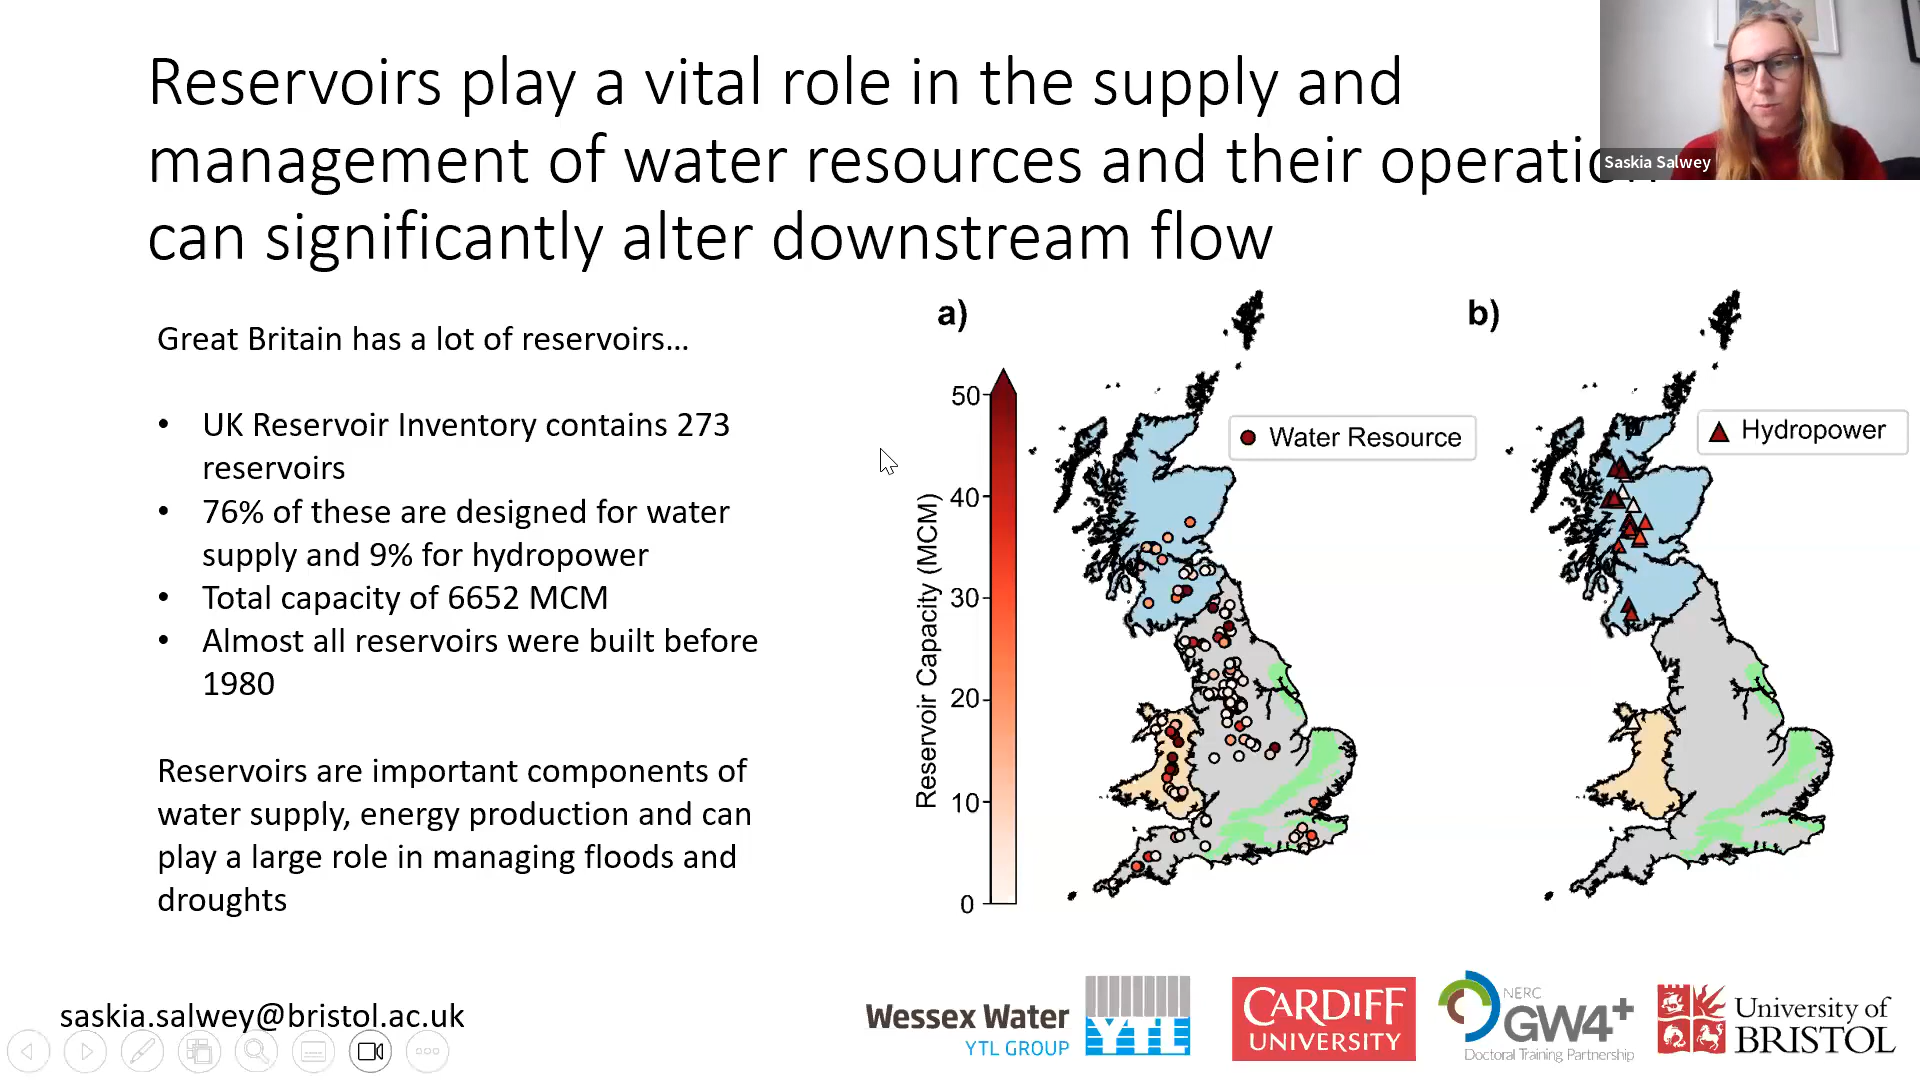 Reservoirs play a vital role in the supply and
management of water resources and their operation
can significantly alter downstream flow
Saskia Salwey
Great Britain has a lot of reservoirs…
• UK Reservoir Inventory contains 273
reservoirs
• 76% of these are designed for water
supply and 9% for hydropower
• Total capacity of 6652 MCM
• Almost all reservoirs were built before
1980
Reservoirs are important components of
water supply, energy production and can
play a large role in managing floods and
droughts
a)
Reservoir Capacity (MCM)
50
40
30
20
10
0
Water Resource
b)
Hydropower
saskia.salwey@bristol.ac.uk
Wessex Water
YTL GROUP
YTL
CARDIFF
UNIVERSITY
NERC
GW4+
Doctoral Training Partnership
University of
BRISTOL